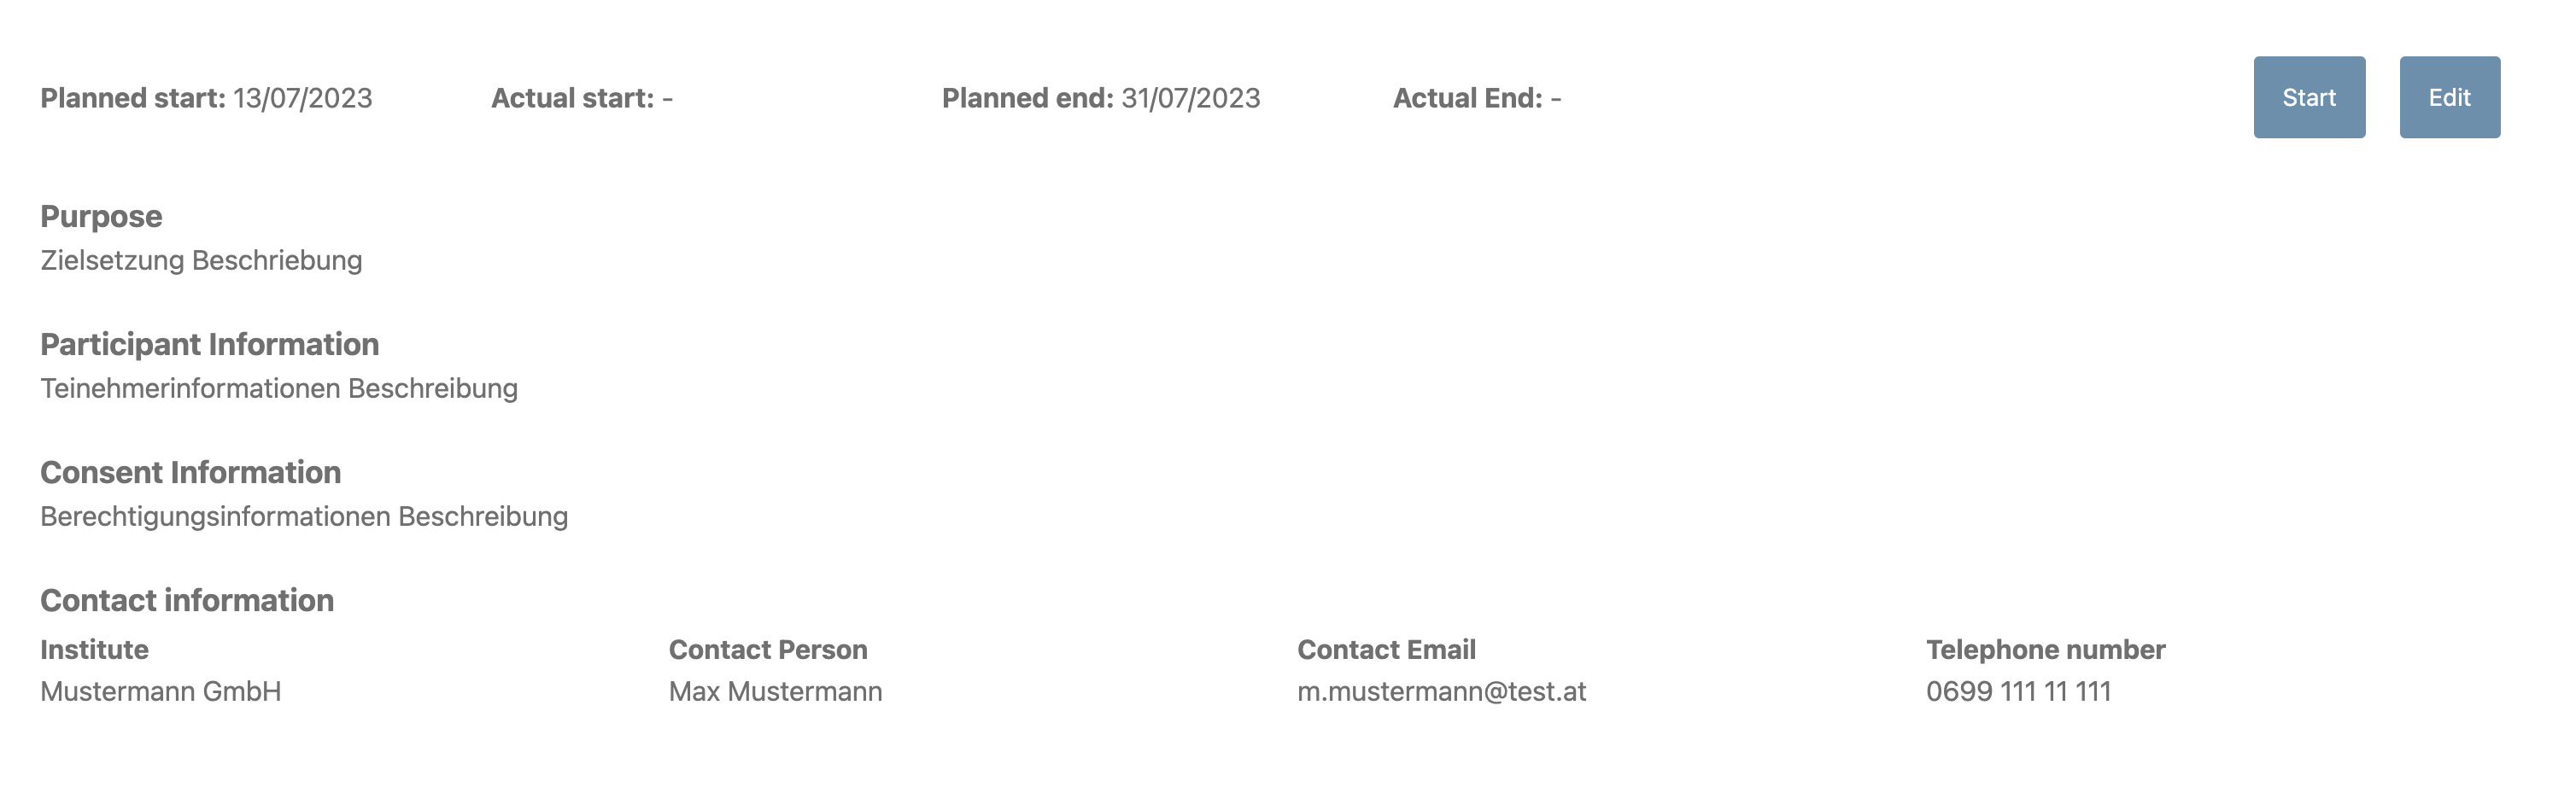 Planned start: 13/07/2023 Actual start: - Planned end: 31/07/2023 Actual End: - Start Edit
Purpose
Zielsetzung Beschriebung
Participant Information
Teinehmerinformationen Beschreibung
Consent Information
Berechtigungsinformationen Beschreibung
Contact information
Institute Contact Person Contact Email Telephone number
Mustermann GmbH Max Mustermann m.mustermann@test.at 0699 111 11 111